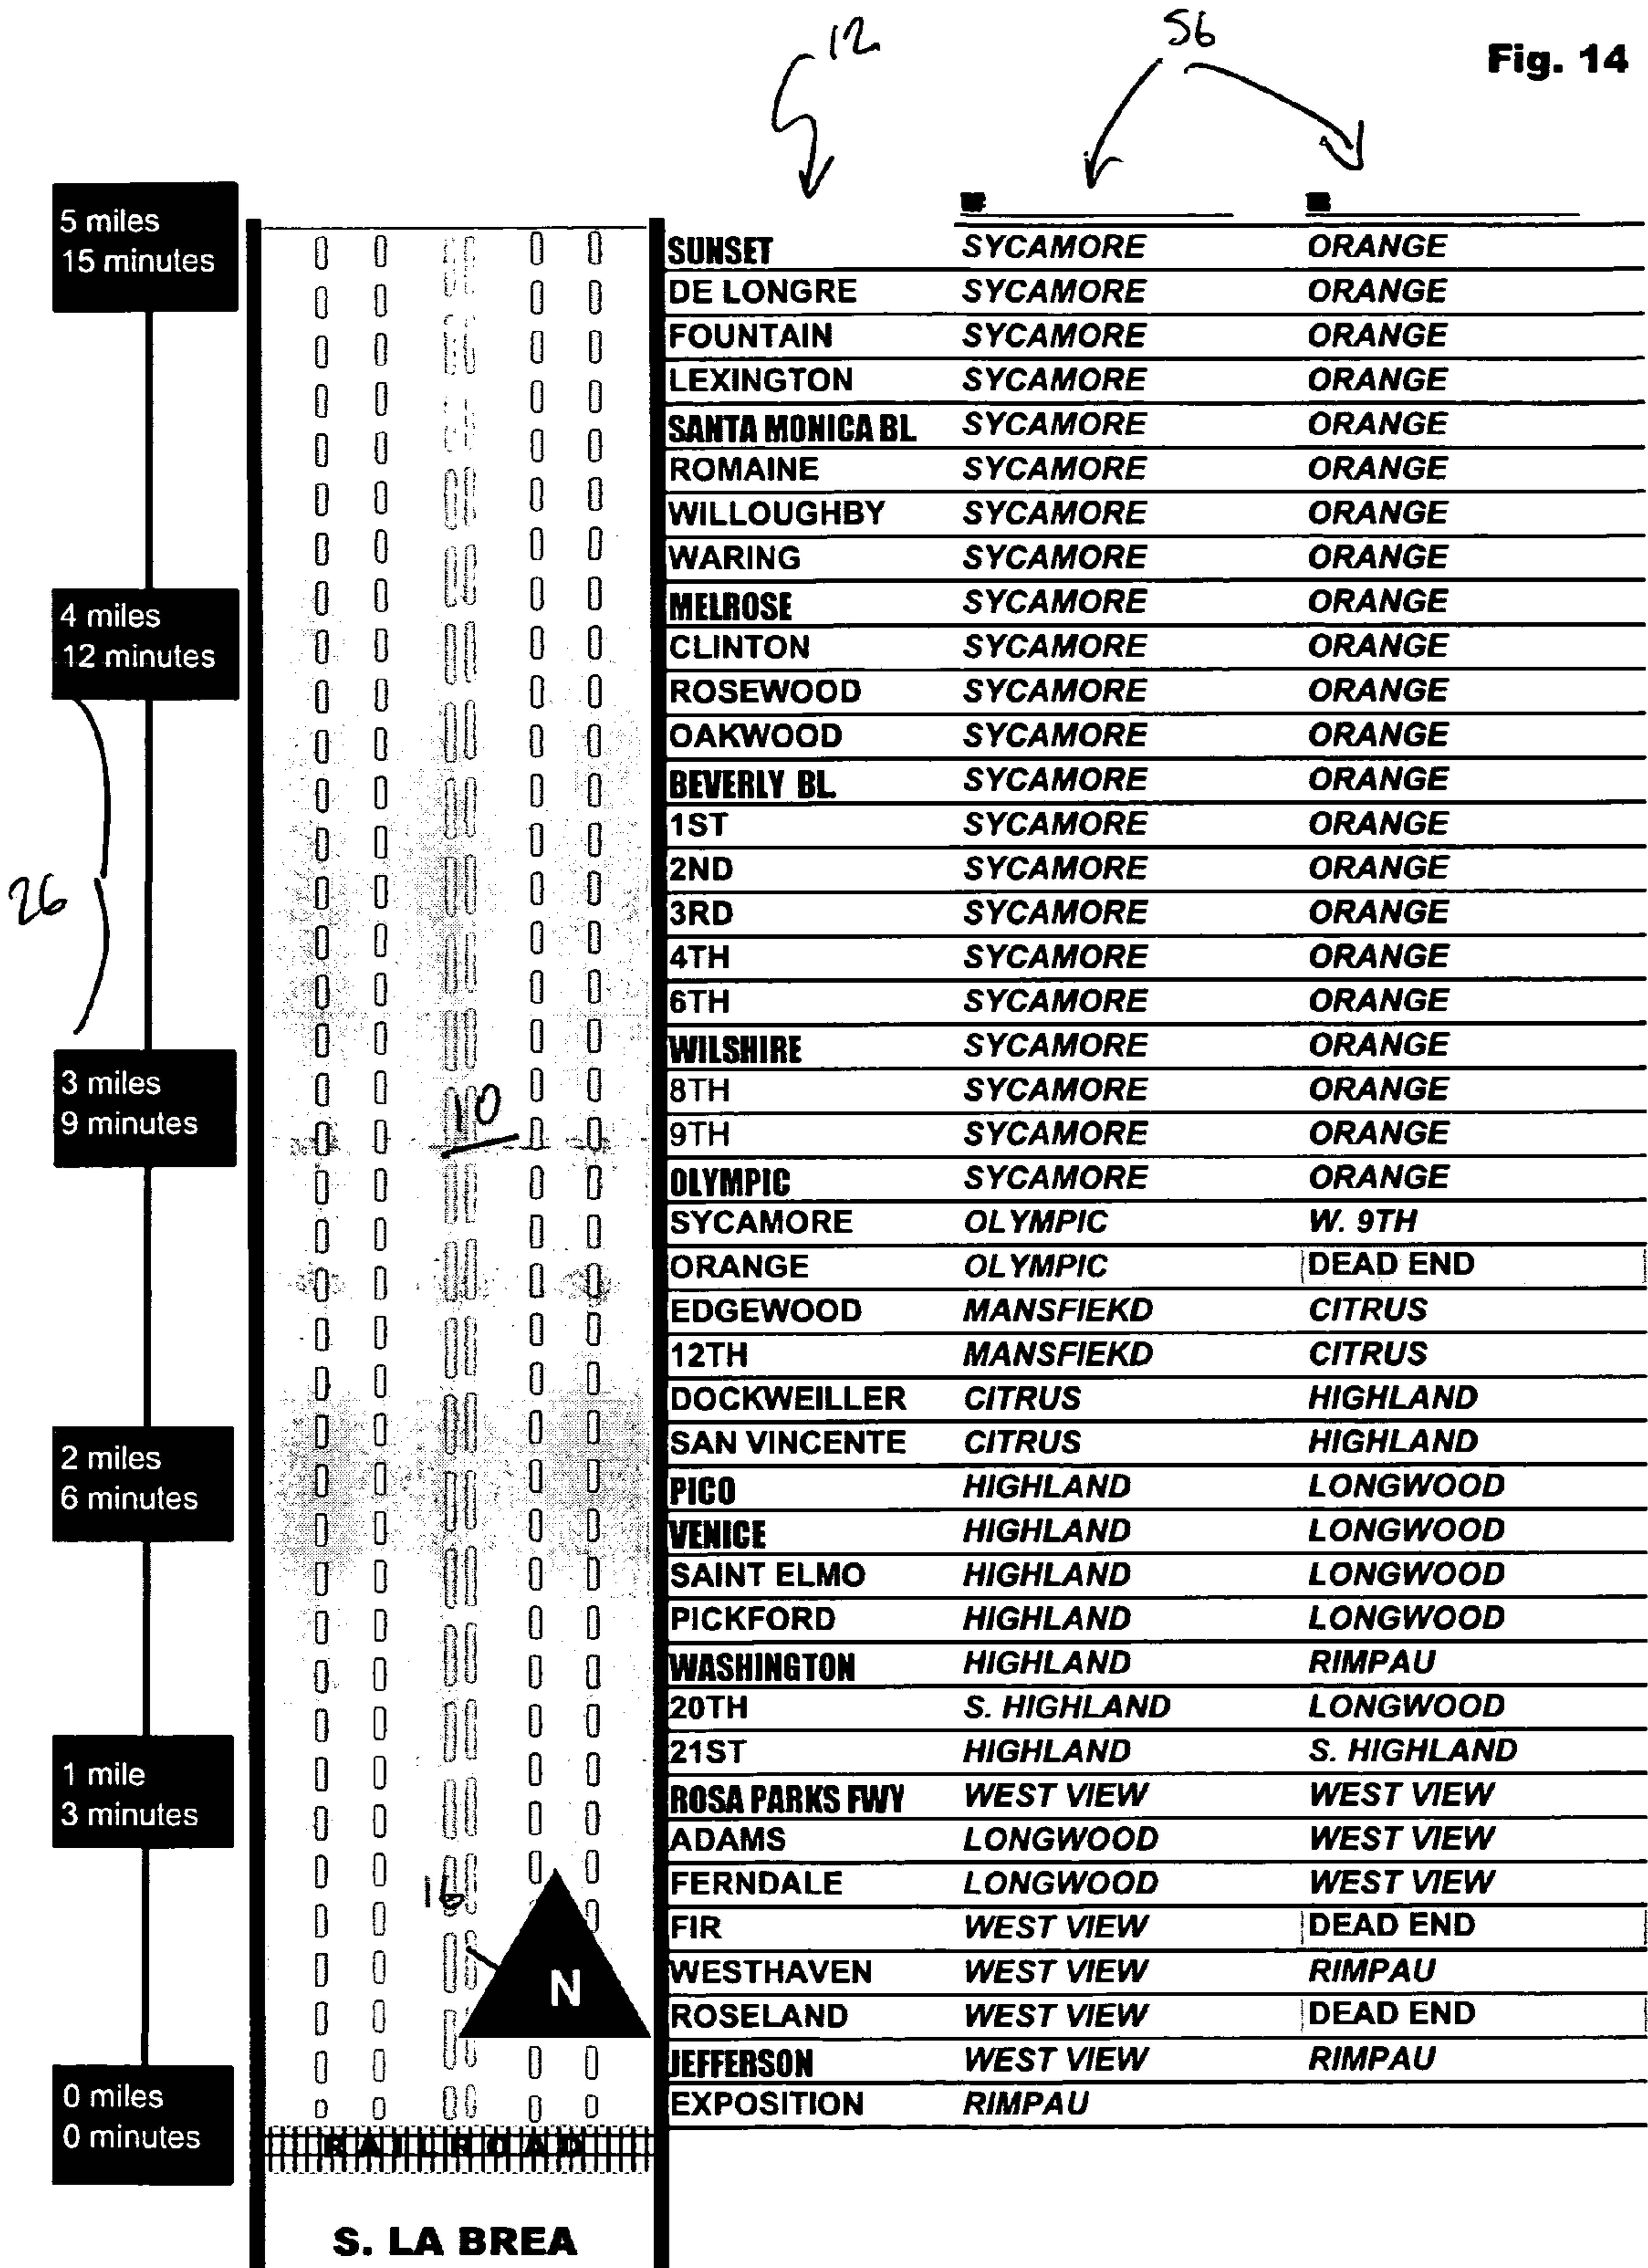 12
56
Fig. 14
5 miles
15 minutes
SUNSET SYCAMORE ORANGE
DE LONGRE SYCAMORE ORANGE
FOUNTAIN SYCAMORE ORANGE
LEXINGTON SYCAMORE ORANGE
SANTA MONICA BL SYCAMORE ORANGE
ROMAINE SYCAMORE ORANGE
WILLOUGHBY SYCAMORE ORANGE
WARING SYCAMORE ORANGE
4 miles
12 minutes
MELROSE SYCAMORE ORANGE
CLINTON SYCAMORE ORANGE
ROSEWOOD SYCAMORE ORANGE
OAKWOOD SYCAMORE ORANGE
BEVERLY BL SYCAMORE ORANGE
1ST SYCAMORE ORANGE
2ND SYCAMORE ORANGE
26
3RD SYCAMORE ORANGE
4TH SYCAMORE ORANGE
6TH SYCAMORE ORANGE
WILSHIRE SYCAMORE ORANGE
3 miles
9 minutes
8TH SYCAMORE ORANGE
10
9TH SYCAMORE ORANGE
OLYMPIC SYCAMORE ORANGE
SYCAMORE OLYMPIC W. 9TH
ORANGE OLYMPIC DEAD END
EDGEWOOD MANSFIEKD CITRUS
12TH MANSFIEKD CITRUS
DOCKWEILLER CITRUS HIGHLAND
SAN VINCENTE CITRUS HIGHLAND
2 miles
6 minutes
PICO HIGHLAND LONGWOOD
VENICE HIGHLAND LONGWOOD
SAINT ELMO HIGHLAND LONGWOOD
PICKFORD HIGHLAND LONGWOOD
WASHINGTON HIGHLAND RIMPAU
20TH S. HIGHLAND LONGWOOD
21ST HIGHLAND S. HIGHLAND
1 mile
3 minutes
ROSA PARKS FWY WEST VIEW WEST VIEW
ADAMS LONGWOOD WEST VIEW
FERNDALE LONGWOOD WEST VIEW
16
FIR WEST VIEW DEAD END
WESTHAVEN WEST VIEW RIMPAU
N
ROSELAND WEST VIEW DEAD END
JEFFERSON WEST VIEW RIMPAU
EXPOSITION RIMPAU
0 miles
0 minutes
RAILROAD
S. LA BREA